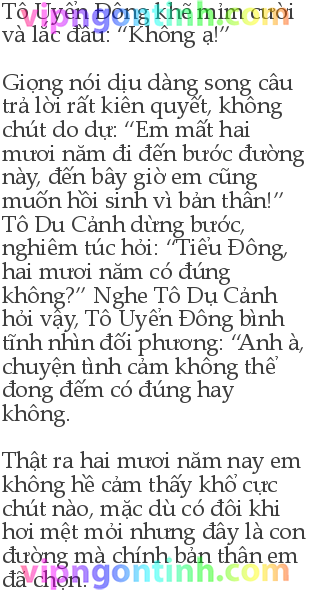 Tô Uyển Đông khẽ mỉm cười
và lắc đầu: “Không ạ!”
Giọng nói dịu dàng song câu
trả lời rất kiên quyết, không
chút do dự: “Em mất hai
mươi năm đi đến bước đường
này, đến bây giờ em cũng
muốn hồi sinh vì bản thân!”
Tô Du Cảnh dừng bước,
nghiêm túc hỏi: “Tiểu Đông,
hai mươi năm có đúng
không?” Nghe Tô Dụ Cảnh
hỏi vậy, Tô Uyển Đông bình
tĩnh nhìn đối phương: “Anh à,
chuyện tình cảm không thể
đong đếm có đúng hay
không.
Thật ra hai mươi năm nay em
không hề cảm thấy khổ cực
chút nào, mặc dù có đôi khi
hơi mệt mỏi nhưng đây là con
đường mà chính bản thân em
đã chọn.
vipngontinh.com
vipngontinh.com